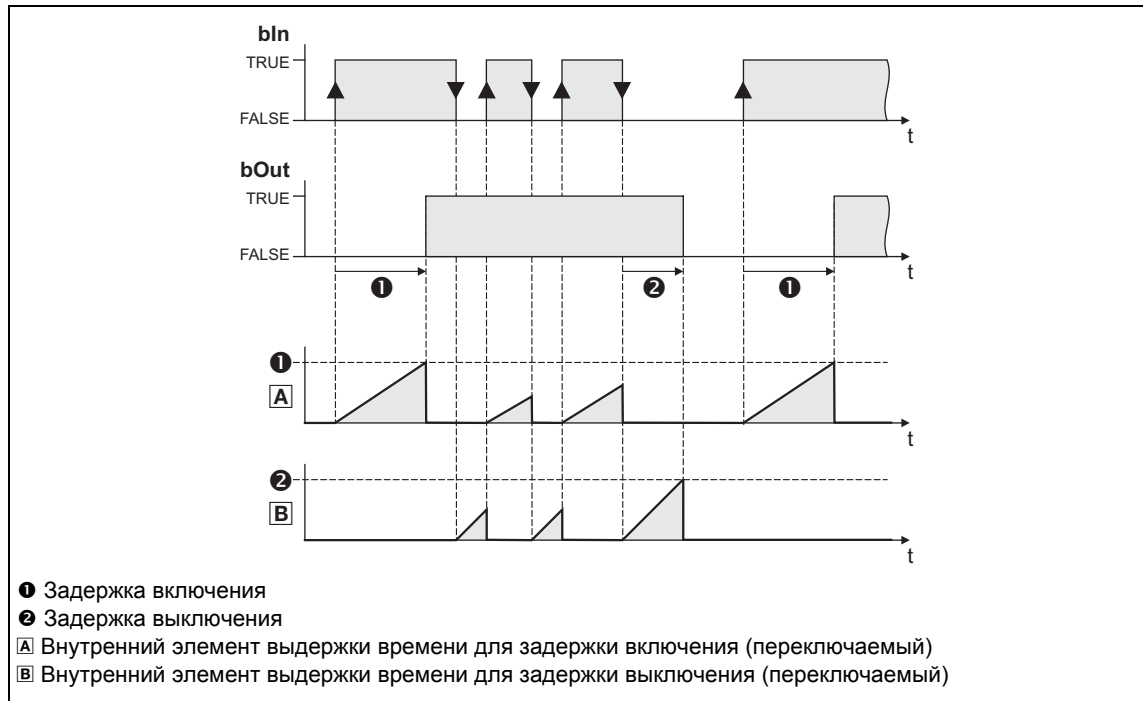 bIn
TRUE
FALSE
t
bOut
TRUE
FALSE
t
❶ ❷ ❶
❶
A
t
❷
B
t
❶ Задержка включения
❷ Задержка выключения
A Внутренний элемент выдержки времени для задержки включения (переключаемый)
B Внутренний элемент выдержки времени для задержки выключения (переключаемый)